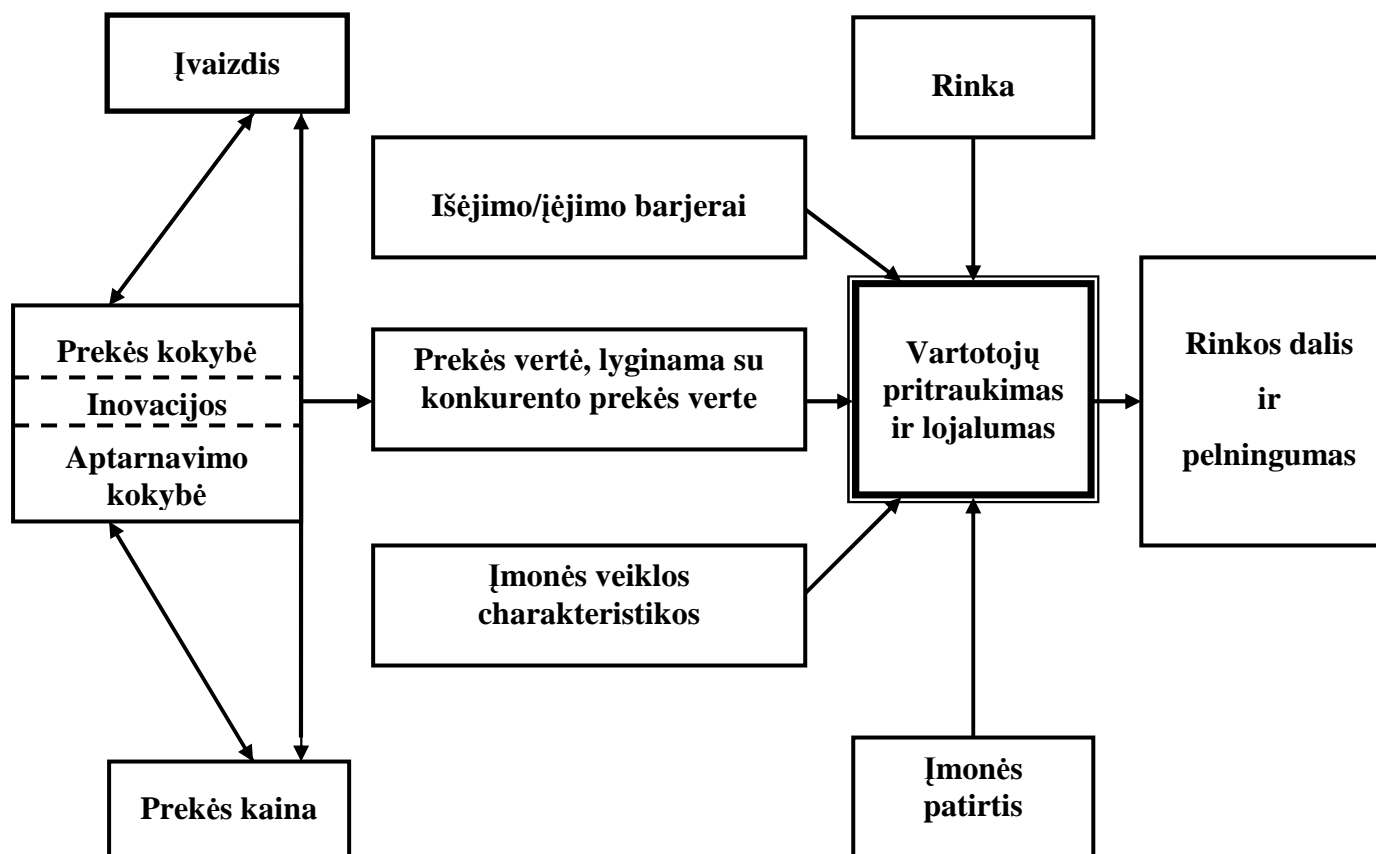 Įvaizdis
Rinka
Išėjimo/įėjimo barjerai
Prekės kokybė
Inovacijos
Aptarnavimo
kokybė
Prekės vertė, lyginama su
konkurento prekės verte
Vartotojų
pritraukimas
ir lojalumas
Rinkos dalis
ir
pelningumas
Įmonės veiklos
charakteristikos
Prekės kaina
Įmonės
patirtis